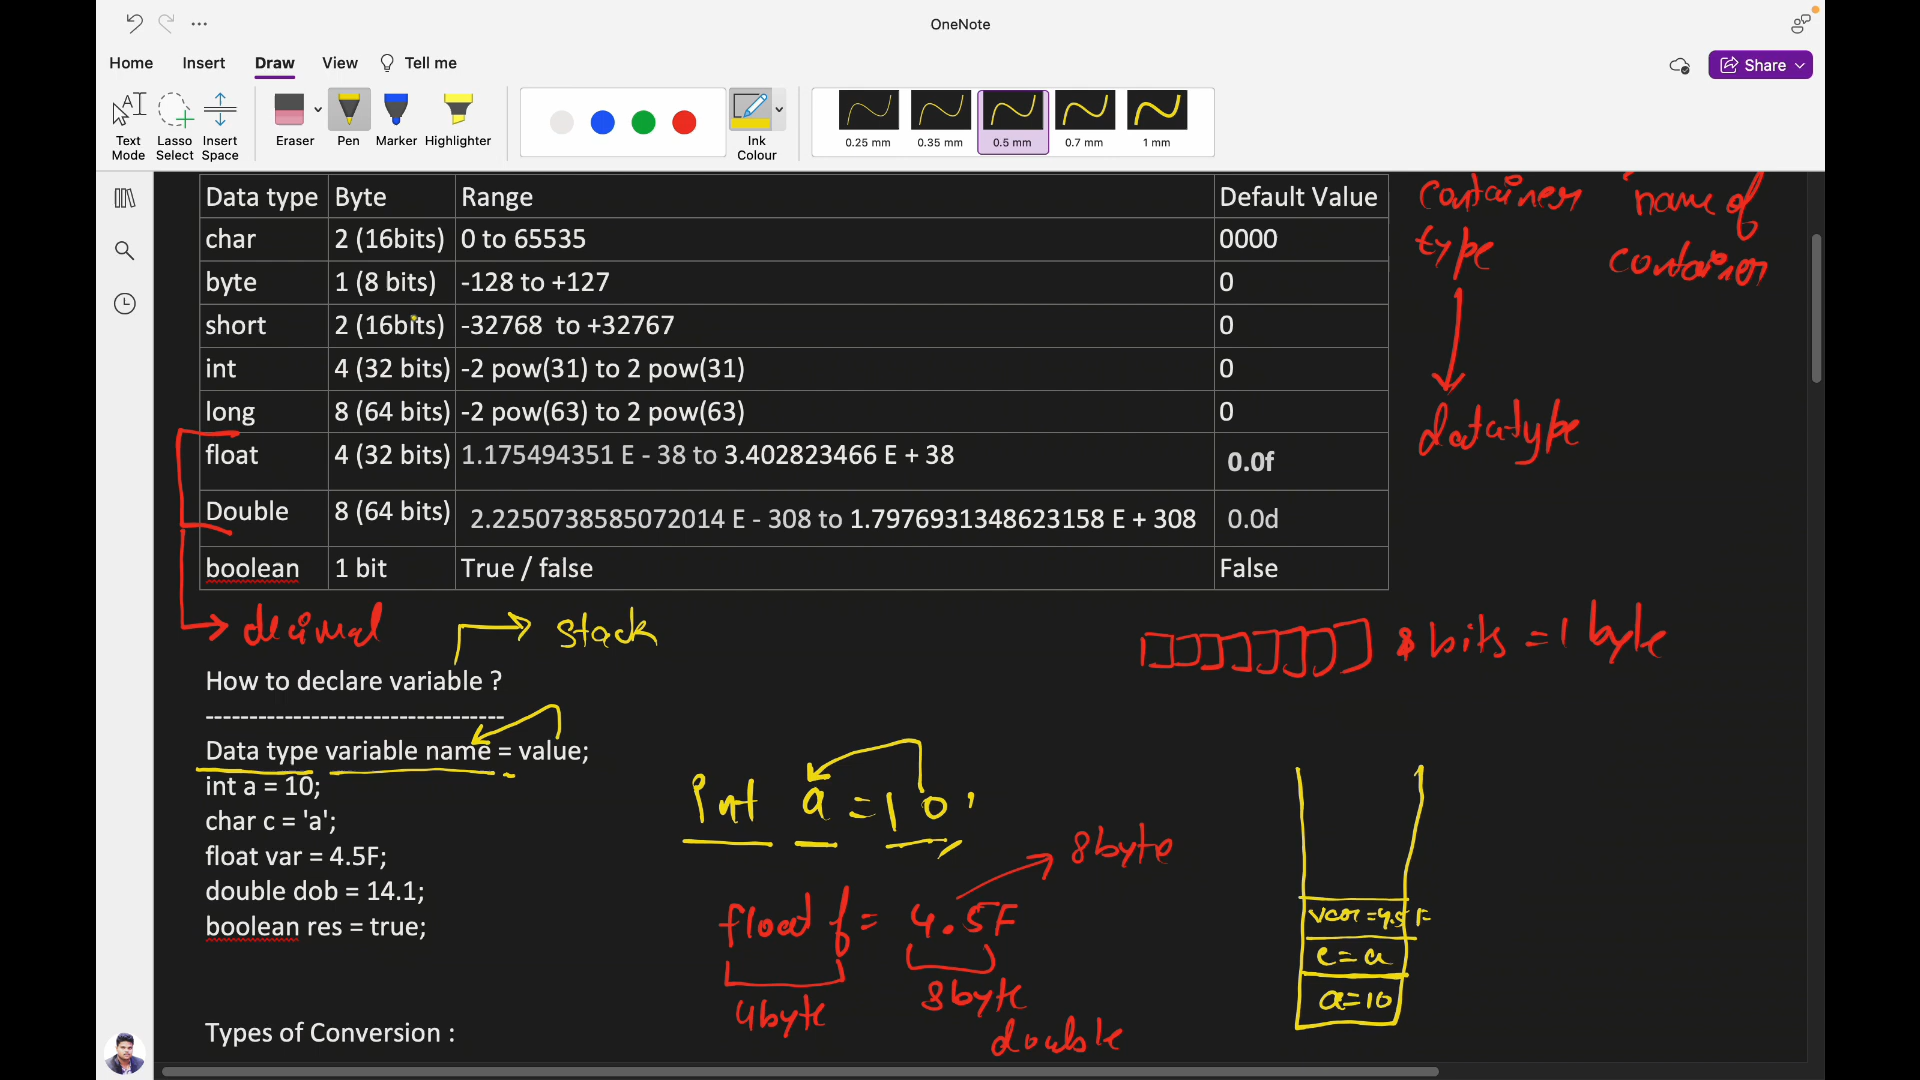 OneNote
Home Insert Draw View Tell me
Share
Text Mode
Lasso Select
Insert Space
Eraser
Pen
Marker
Highlighter
Ink Colour
0.25 mm
0.35 mm
0.5 mm
0.7 mm
1 mm
Data type Byte Range Default Value
char 2 (16bits) 0 to 65535 0000
byte 1 (8 bits) -128 to +127 0
short 2 (16bits) -32768 to +32767 0
int 4 (32 bits) -2 pow(31) to 2 pow(31) 0
long 8 (64 bits) -2 pow(63) to 2 pow(63) 0
float 4 (32 bits) 1.175494351 E - 38 to 3.402823466 E + 38 0.0f
Double 8 (64 bits) 2.2250738585072014 E - 308 to 1.7976931348623158 E + 308 0.0d
boolean 1 bit True / false False
container type
name of container
datatype
decimal
stack
8 bits = 1 byte
How to declare variable ?
----------------------------------
Data type variable name = value;
int a = 10;
char c = 'a';
float var = 4.5F;
double dob = 14.1;
boolean res = true;
int a = 10;
8byte
float f = 4.5F
4byte
8byte
double
var = 4.5 F
c = a
a = 10
Types of Conversion :